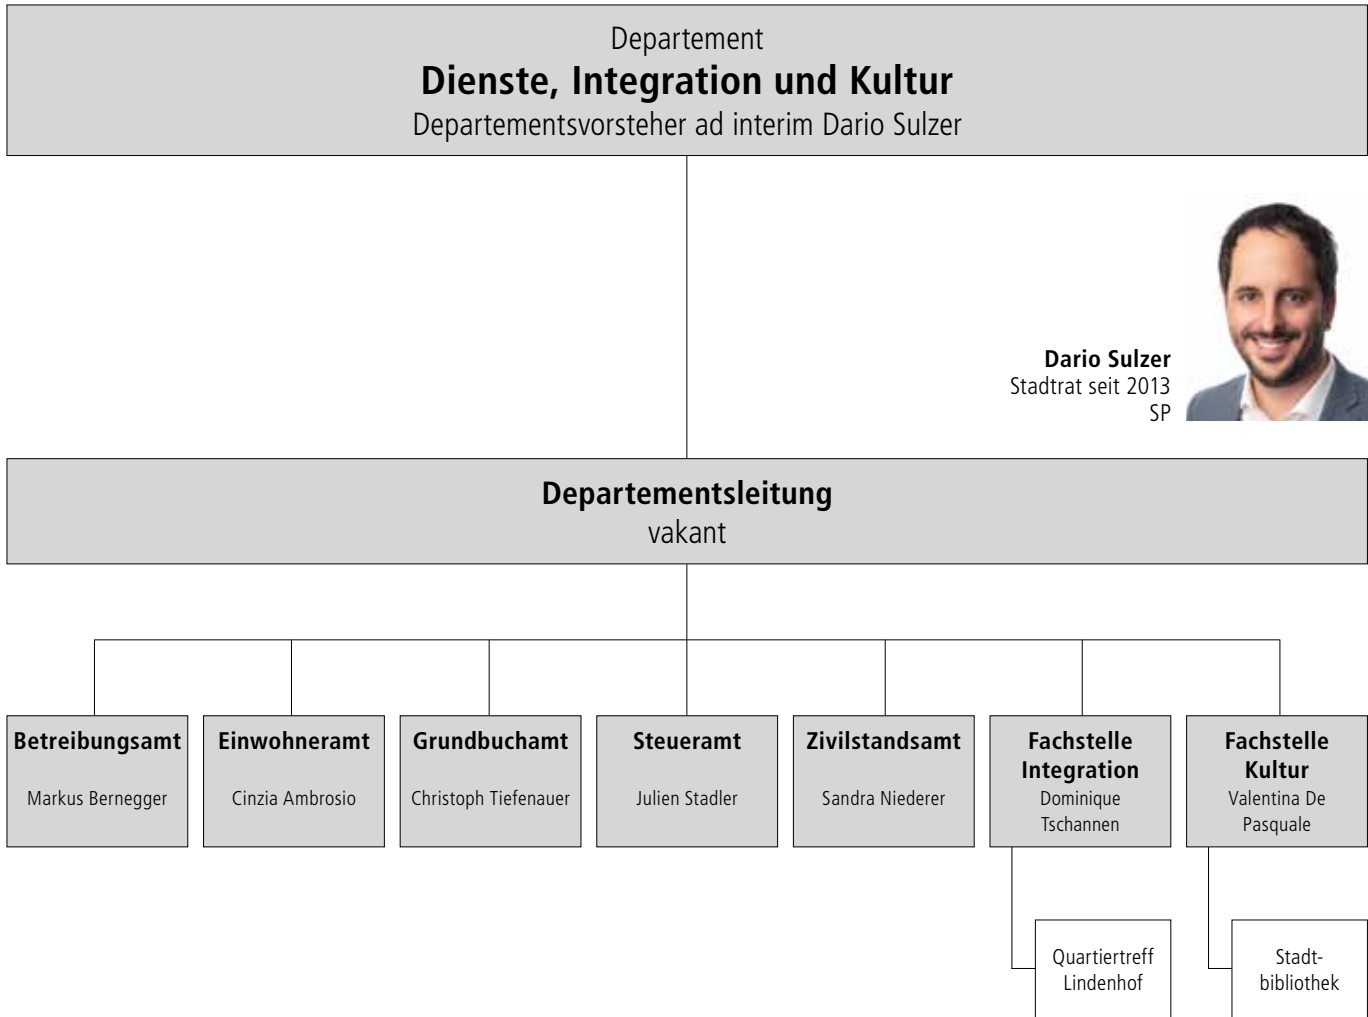 Departement
Dienste, Integration und Kultur
Departementsvorsteher ad interim Dario Sulzer
Dario Sulzer
Stadtrat seit 2013
SP
Departementsleitung
vakant
Betreibungsamt
Markus Bernegger
Einwohneramt
Cinzia Ambrosio
Grundbuchamt
Christoph Tiefenauer
Steueramt
Julien Stadler
Zivilstandsamt
Sandra Niederer
Fachstelle
Integration
Dominique
Tschannen
Fachstelle
Kultur
Valentina De
Pasquale
Quartiertreff
Lindenhof
Stadt-
bibliothek